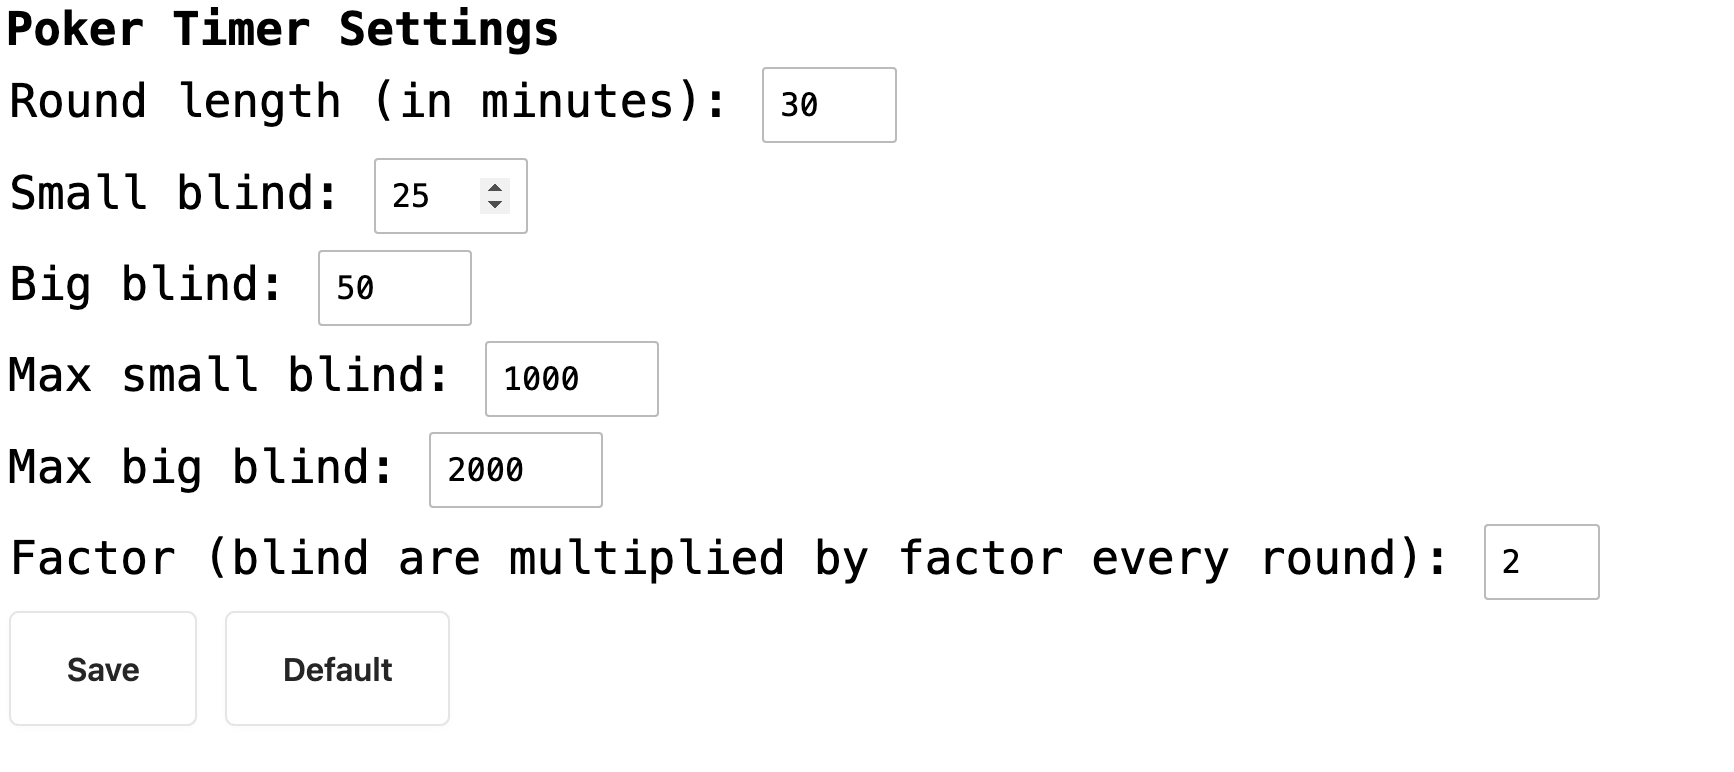 Poker Timer Settings
Round length (in minutes): 30
Small blind: 25
Big blind: 50
Max small blind: 1000
Max big blind: 2000
Factor (blind are multiplied by factor every round): 2
Save Default